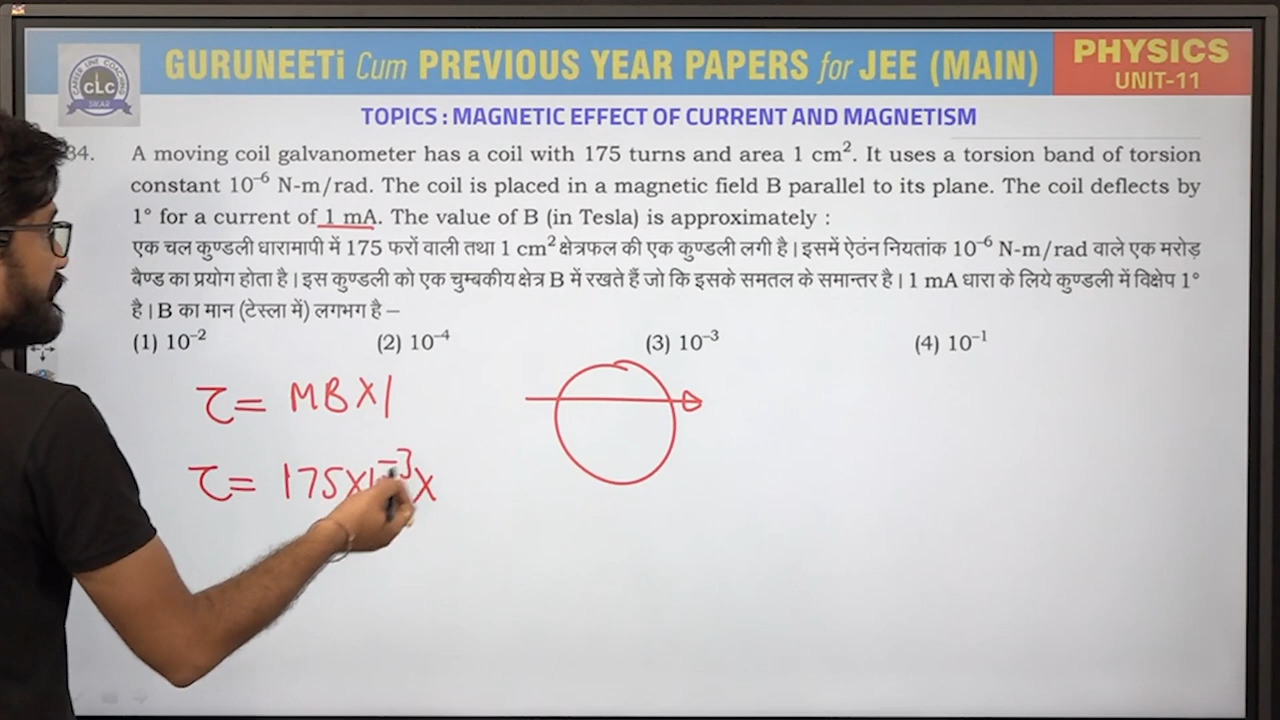 GURUNEETi Cum PREVIOUS YEAR PAPERS for JEE (MAIN)
PHYSICS
UNIT-11
CLC
SIKAR
TOPICS : MAGNETIC EFFECT OF CURRENT AND MAGNETISM
34. A moving coil galvanometer has a coil with 175 turns and area 1 cm². It uses a torsion band of torsion
constant 10⁻⁶ N-m/rad. The coil is placed in a magnetic field B parallel to its plane. The coil deflects by
1° for a current of 1 mA. The value of B (in Tesla) is approximately :
एक चल कुण्डली धारामापी में 175 फरों वाली तथा 1 cm² क्षेत्रफल की एक कुण्डली लगी है। इसमें ऐठंन नियतांक 10⁻⁶ N-m/rad वाले एक मरोड़
बैण्ड का प्रयोग होता है। इस कुण्डली को एक चुम्बकीय क्षेत्र B में रखते हैं जो कि इसके समतल के समान्तर है। 1 mA धारा के लिये कुण्डली में विक्षेप 1°
है। B का मान (टेस्ला में) लगभग है –
(1) 10⁻² (2) 10⁻⁴ (3) 10⁻³ (4) 10⁻¹
τ = MBX1
τ = 175X1 ⁻³X